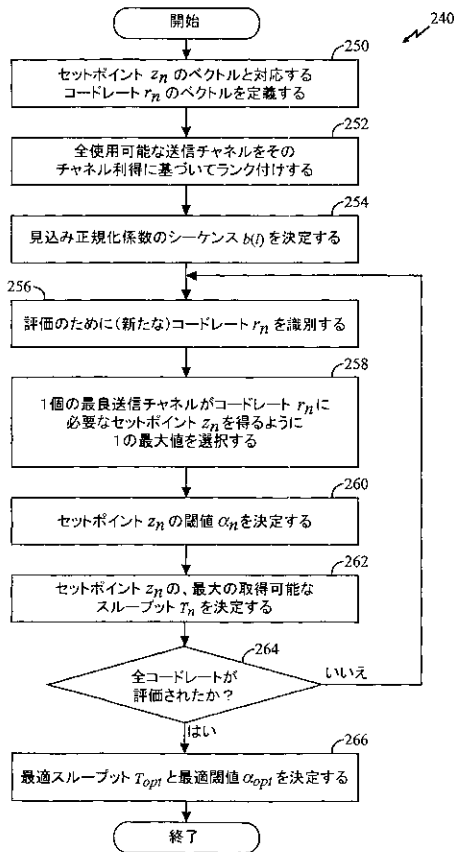 開始
240
250
セットポイント zn のベクトルと対応する
コードレート rn のベクトルを定義する
252
全使用可能な送信チャネルをその
チャネル利得に基づいてランク付けする
254
見込み正規化係数のシーケンス b(l) を決定する
256
評価のために(新たな)コードレート rn を識別する
258
1個の最良送信チャネルがコードレート rn に
必要なセットポイント zn を得るように
1の最大値を選択する
260
セットポイント zn の閾値 αn を決定する
262
セットポイント zn の、最大の取得可能な
スループット Tn を決定する
264
全コードレートが
評価されたか?
いいえ
はい
266
最適スループット Topt と最適閾値 αopt を決定する
終了